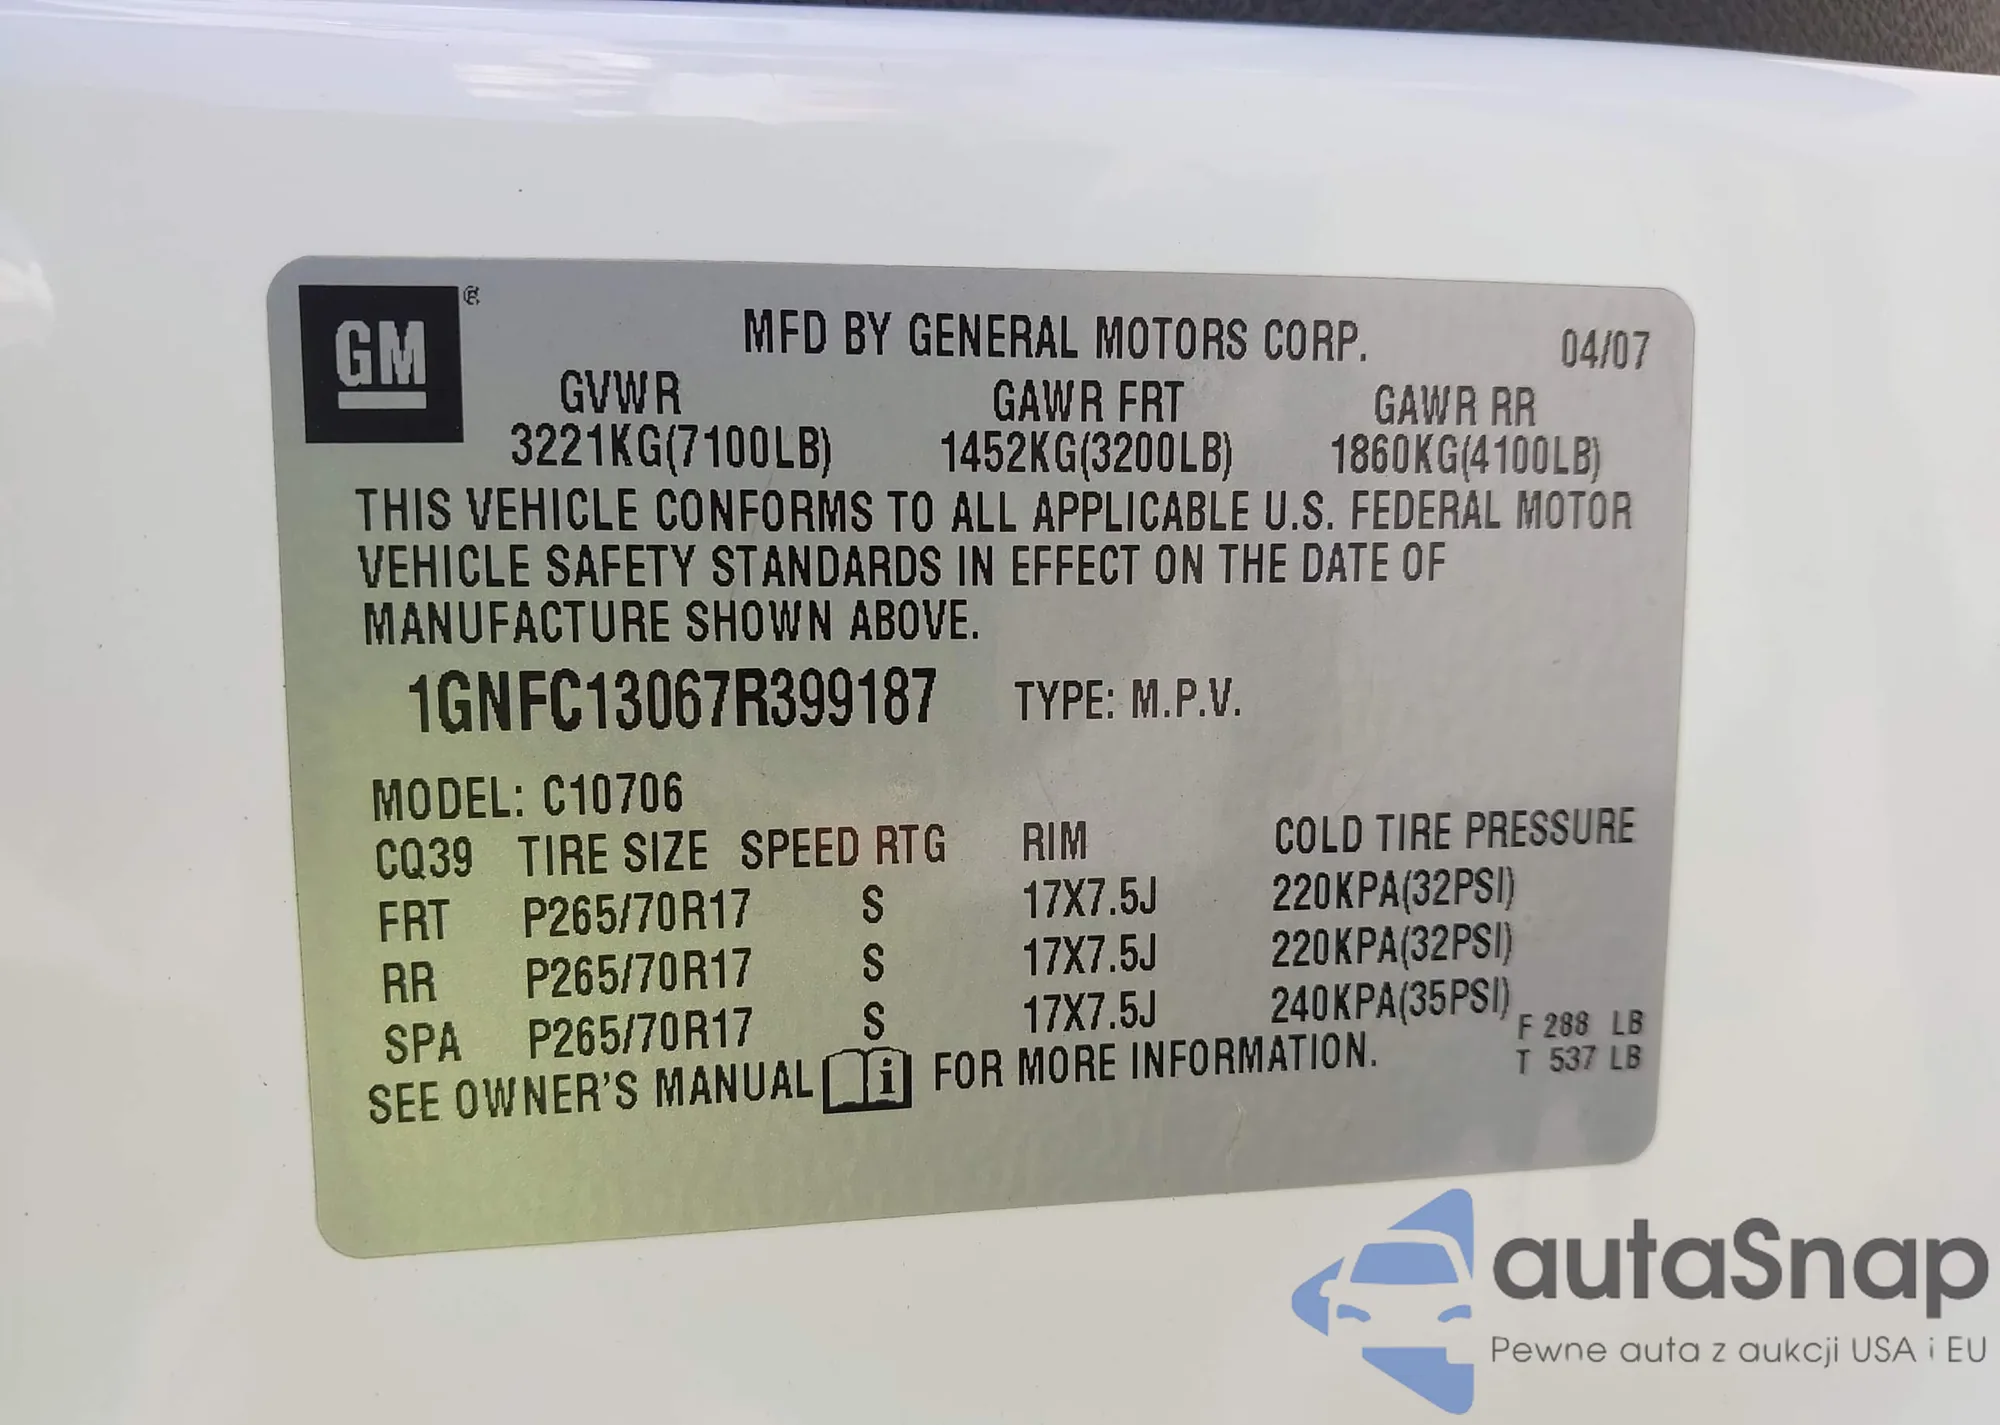 GM ®
MFD BY GENERAL MOTORS CORP. 04/07
GVWR GAWR FRT GAWR RR
3221KG(7100LB) 1452KG(3200LB) 1860KG(4100LB)
THIS VEHICLE CONFORMS TO ALL APPLICABLE U.S. FEDERAL MOTOR
VEHICLE SAFETY STANDARDS IN EFFECT ON THE DATE OF
MANUFACTURE SHOWN ABOVE.
1GNFC13067R399187 TYPE: M.P.V.
MODEL: C10706
CQ39 TIRE SIZE SPEED RTG RIM COLD TIRE PRESSURE
FRT P265/70R17 S 17X7.5J 220KPA(32PSI)
RR P265/70R17 S 17X7.5J 220KPA(32PSI)
SPA P265/70R17 S 17X7.5J 240KPA(35PSI)
F 288 LB
T 537 LB
SEE OWNER'S MANUAL i FOR MORE INFORMATION.
autaSnap
Pewne auta z aukcji USA i EU